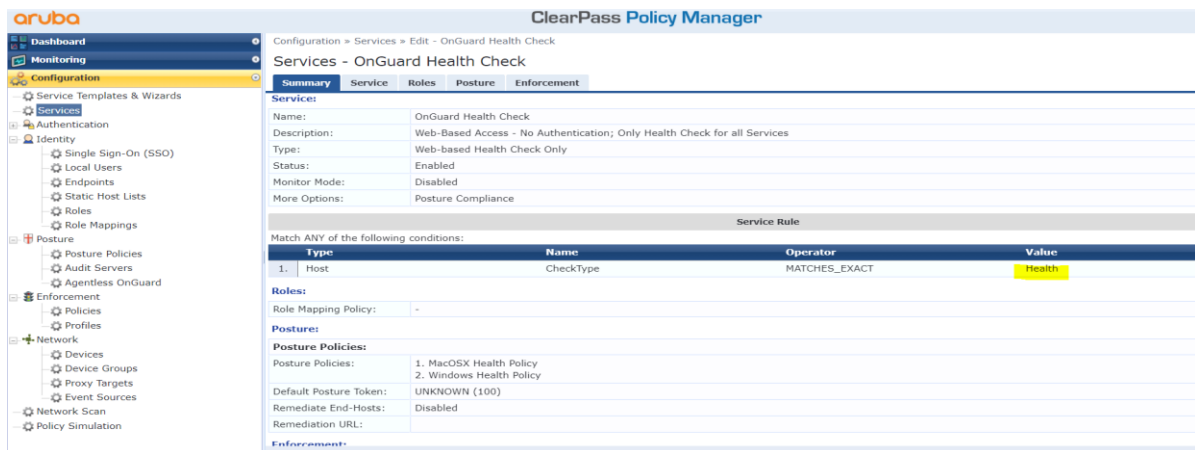 aruba
ClearPass Policy Manager
Dashboard
Monitoring
Configuration
Service Templates & Wizards
Services
Authentication
Identity
Single Sign-On (SSO)
Local Users
Endpoints
Static Host Lists
Roles
Role Mappings
Posture
Posture Policies
Audit Servers
Agentless OnGuard
Enforcement
Policies
Profiles
Network
Devices
Device Groups
Proxy Targets
Event Sources
Network Scan
Policy Simulation
Configuration » Services » Edit - OnGuard Health Check
Services - OnGuard Health Check
Summary Service Roles Posture Enforcement
Service:
Name: OnGuard Health Check
Description: Web-Based Access - No Authentication; Only Health Check for all Services
Type: Web-based Health Check Only
Status: Enabled
Monitor Mode: Disabled
More Options: Posture Compliance
Service Rule
Match ANY of the following conditions:
Type Name Operator Value
1. Host CheckType MATCHES_EXACT Health
Roles:
Role Mapping Policy: -
Posture:
Posture Policies:
Posture Policies: 1. MacOSX Health Policy
2. Windows Health Policy
Default Posture Token: UNKNOWN (100)
Remediate End-Hosts: Disabled
Remediation URL:
Enforcement: